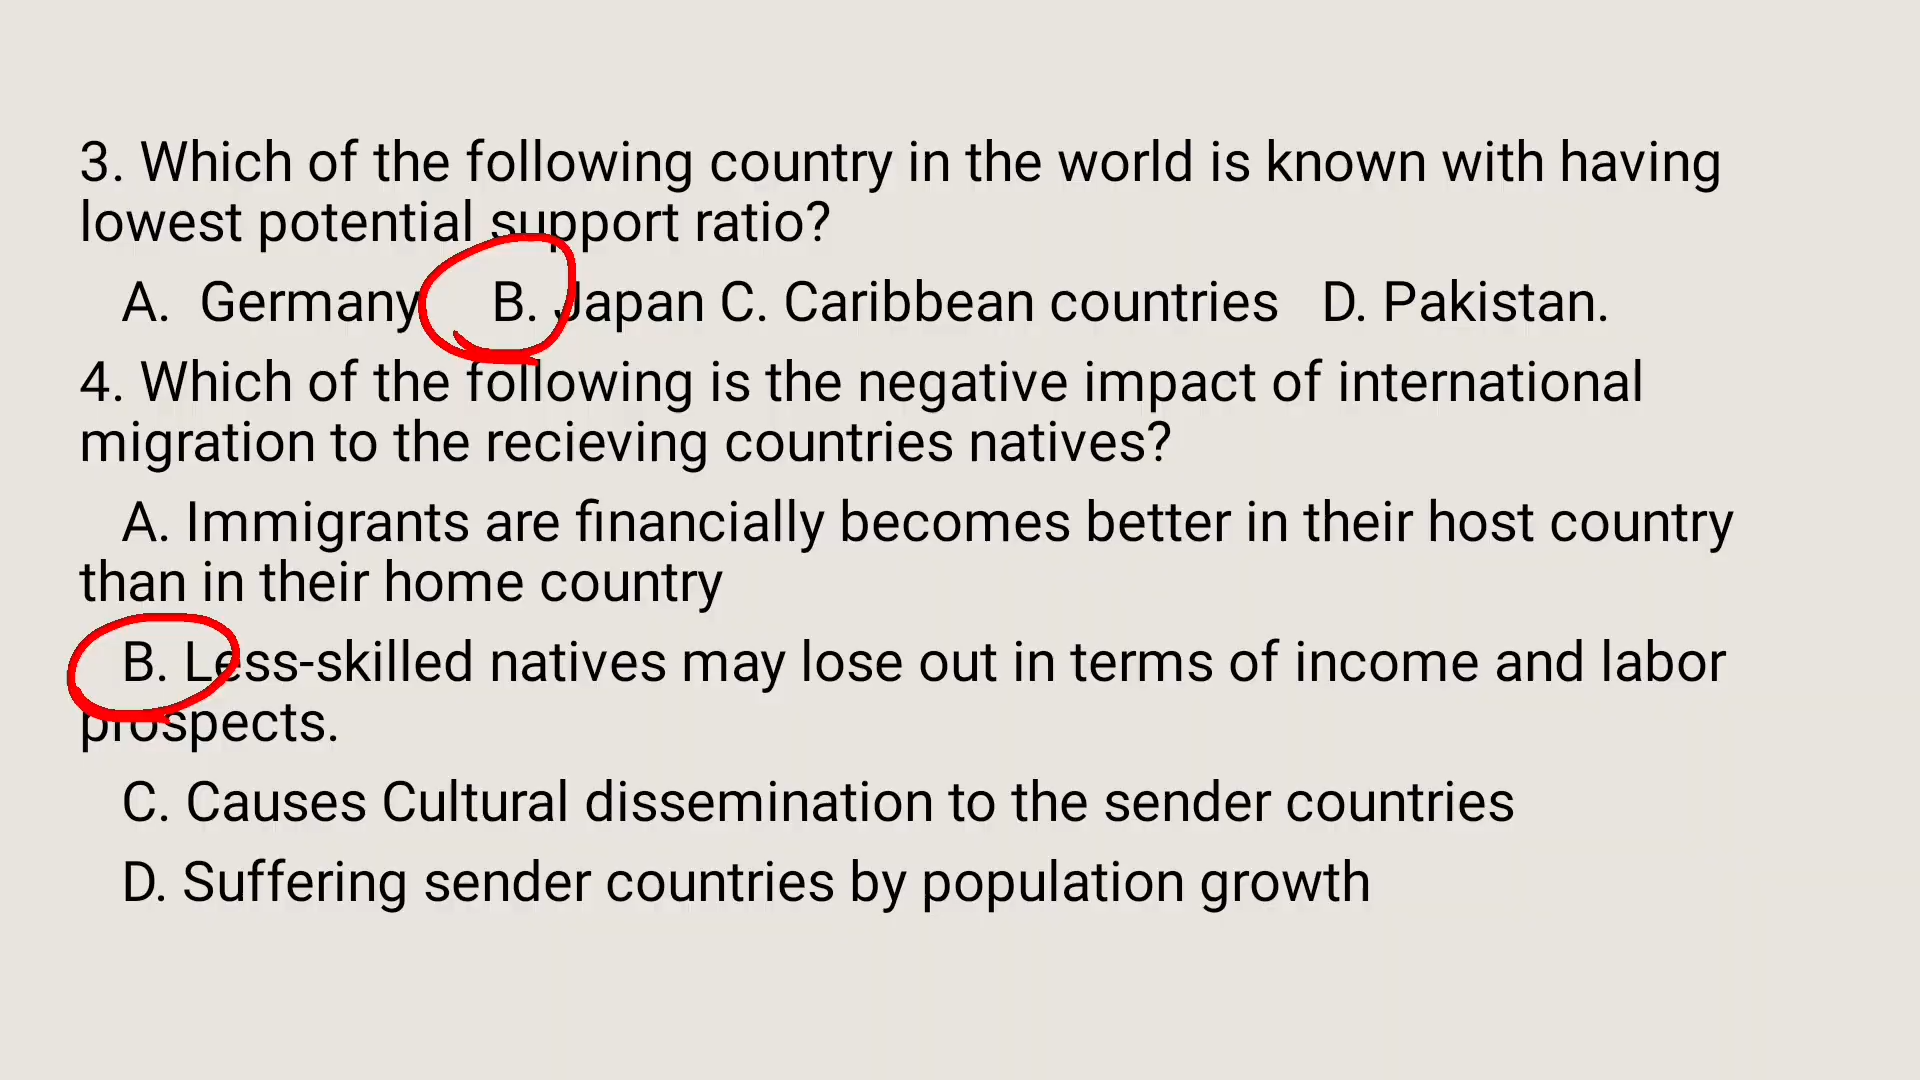 3. Which of the following country in the world is known with having
lowest potential support ratio?
A. Germany B. Japan C. Caribbean countries D. Pakistan.
4. Which of the following is the negative impact of international
migration to the recieving countries natives?
A. Immigrants are financially becomes better in their host country
than in their home country
B. Less-skilled natives may lose out in terms of income and labor
prospects.
C. Causes Cultural dissemination to the sender countries
D. Suffering sender countries by population growth